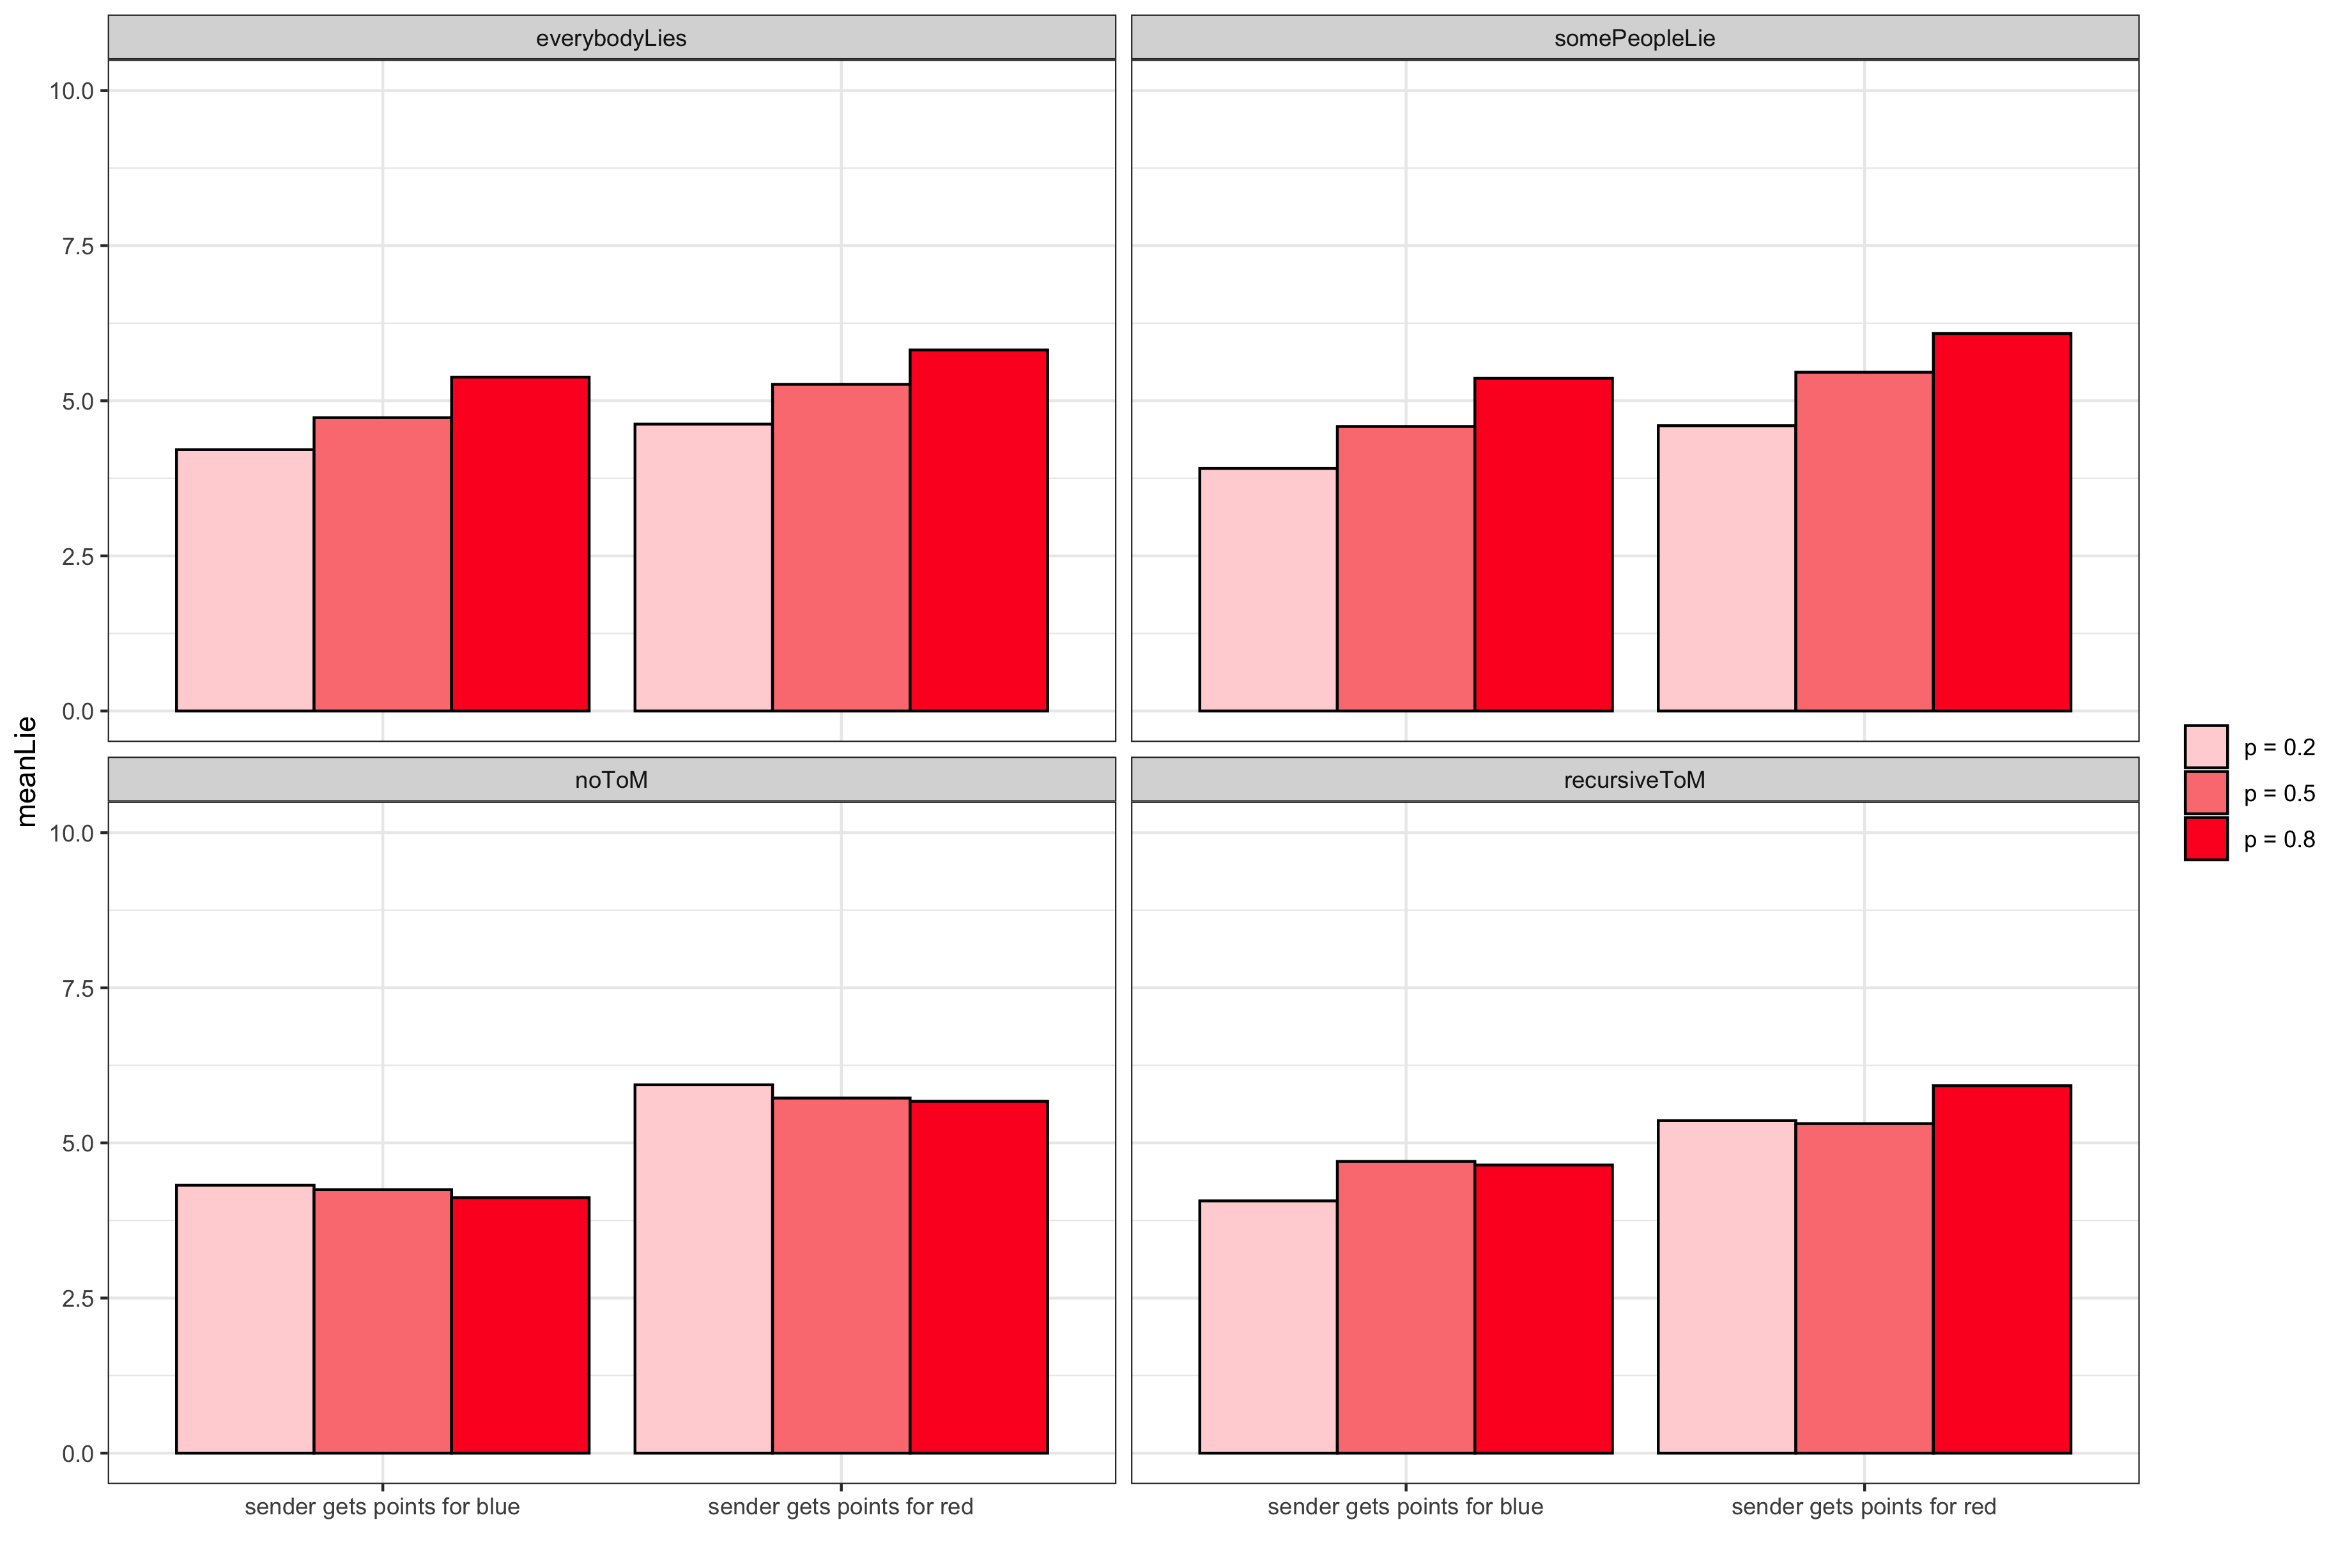 everybodyLies
somePeopleLie
10.0
7.5
5.0
2.5
0.0
noToM
recursiveToM
10.0
7.5
5.0
2.5
0.0
meanLie
sender gets points for blue
sender gets points for red
sender gets points for blue
sender gets points for red
p = 0.2
p = 0.5
p = 0.8